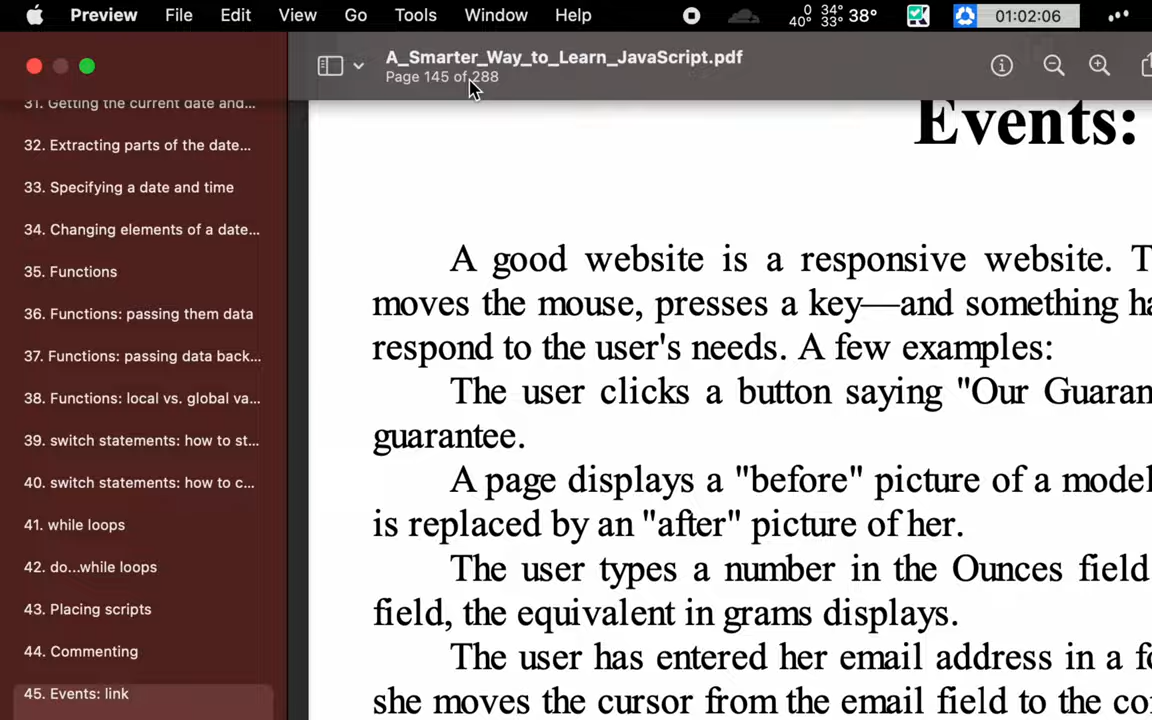 Preview File Edit View Go Tools Window Help 0 40° 34° 33° 38° 01:02:06
A_Smarter_Way_to_Learn_JavaScript.pdf
Page 145 of 288
31. Getting the current date and...
32. Extracting parts of the date...
33. Specifying a date and time
34. Changing elements of a date...
35. Functions
36. Functions: passing them data
37. Functions: passing data back...
38. Functions: local vs. global va...
39. switch statements: how to st...
40. switch statements: how to c...
41. while loops
42. do...while loops
43. Placing scripts
44. Commenting
45. Events: link
Events:
A good website is a responsive website. T
moves the mouse, presses a key—and something ha
respond to the user's needs. A few examples:
The user clicks a button saying "Our Guaran
guarantee.
A page displays a "before" picture of a model
is replaced by an "after" picture of her.
The user types a number in the Ounces field
field, the equivalent in grams displays.
The user has entered her email address in a fo
she moves the cursor from the email field to the co